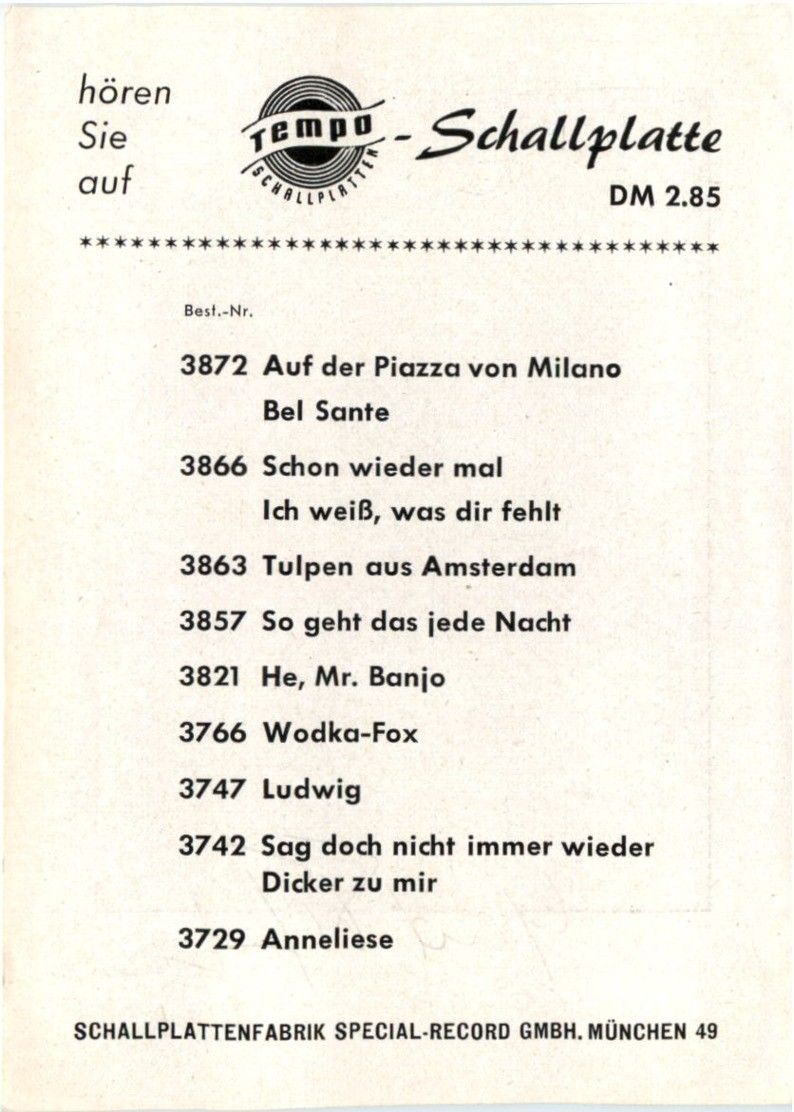 hören
Sie
auf
Tempo
SCHALLPLATTEN
-Schallplatte
DM 2.85
**************************************
Best.-Nr.
3872 Auf der Piazza von Milano
Bel Sante
3866 Schon wieder mal
Ich weiß, was dir fehlt
3863 Tulpen aus Amsterdam
3857 So geht das jede Nacht
3821 He, Mr. Banjo
3766 Wodka-Fox
3747 Ludwig
3742 Sag doch nicht immer wieder
Dicker zu mir
3729 Anneliese
SCHALLPLATTENFABRIK SPECIAL-RECORD GMBH. MÜNCHEN 49